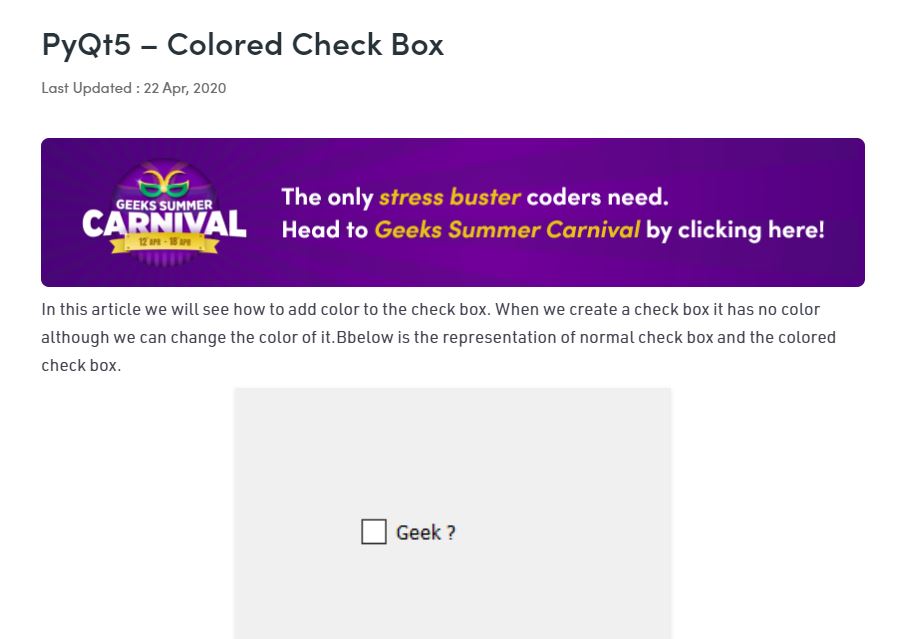 PyQt5 – Colored Check Box
Last Updated : 22 Apr, 2020
GEEKS SUMMER
CARNIVAL
12 APR - 18 APR
The only stress buster coders need.
Head to Geeks Summer Carnival by clicking here!
In this article we will see how to add color to the check box. When we create a check box it has no color
although we can change the color of it.Bbelow is the representation of normal check box and the colored
check box.
Geek ?